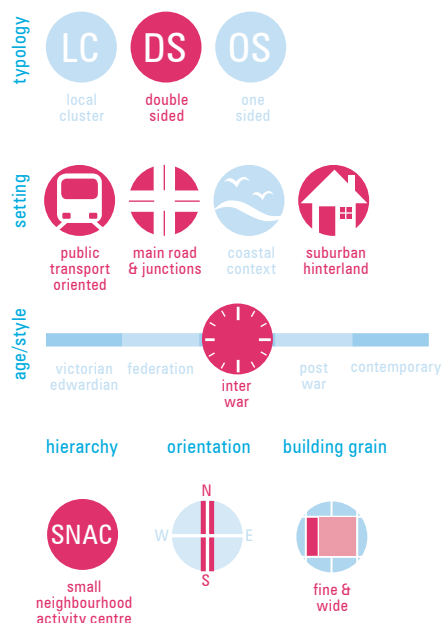 typology
LC DS OS
local
cluster
double
sided
one
sided
setting
public
transport
oriented
main road
& junctions
coastal
context
suburban
hinterland
age/style
victorian
edwardian
federation
inter
war
post
war
contemporary
hierarchy orientation building grain
SNAC
small
neighbourhood
activity centre
N
W E
S
fine &
wide